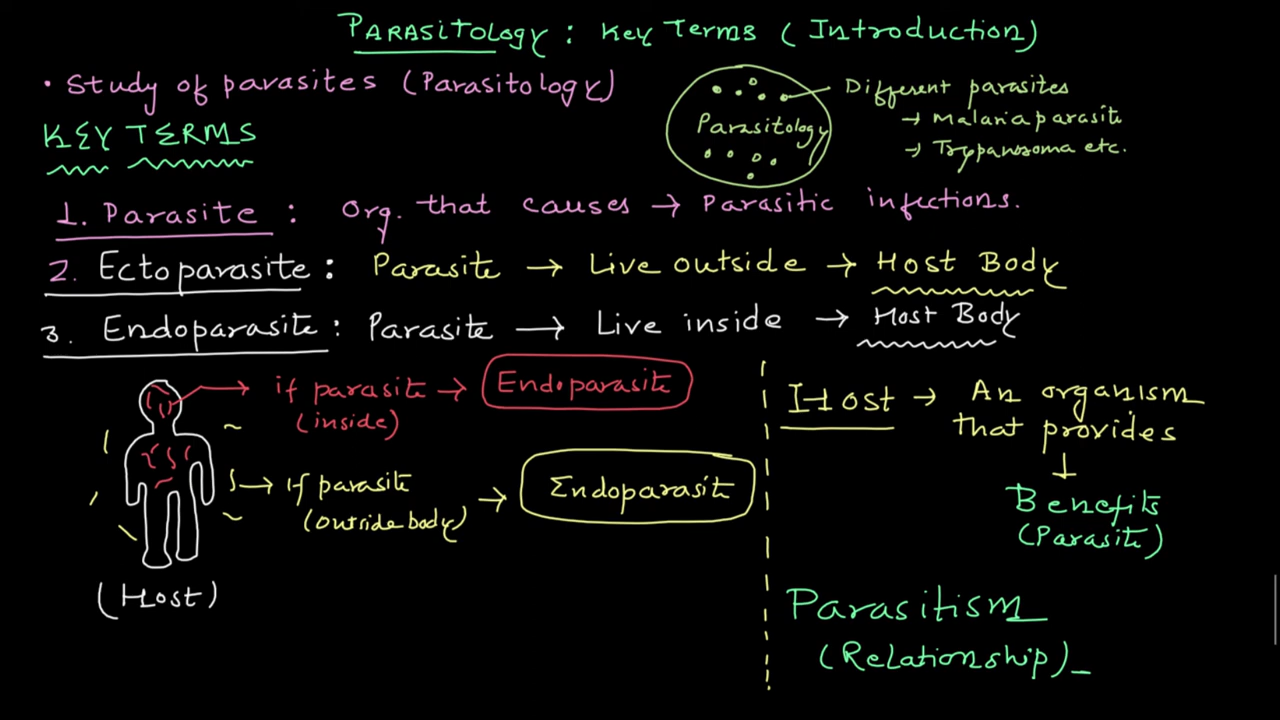 PARASITOLOGY : KEY TERMS (INTRODUCTION)
• Study of parasites (Parasitology)
KEY TERMS
Parasitology
Different parasites
→ Malaria parasite
→ Trypanosoma etc.
1. Parasite : Org. that causes → Parasitic infections.
2. Ectoparasite : Parasite → Live outside → Host Body
3. Endoparasite : Parasite → Live inside → Host Body
if parasite → Endoparasite
(inside)
→ If parasite → Endoparasite
(outside body)
(Host)
Host → An organism
that provides
↓
Benefits
(Parasite)
Parasitism
(Relationship)_